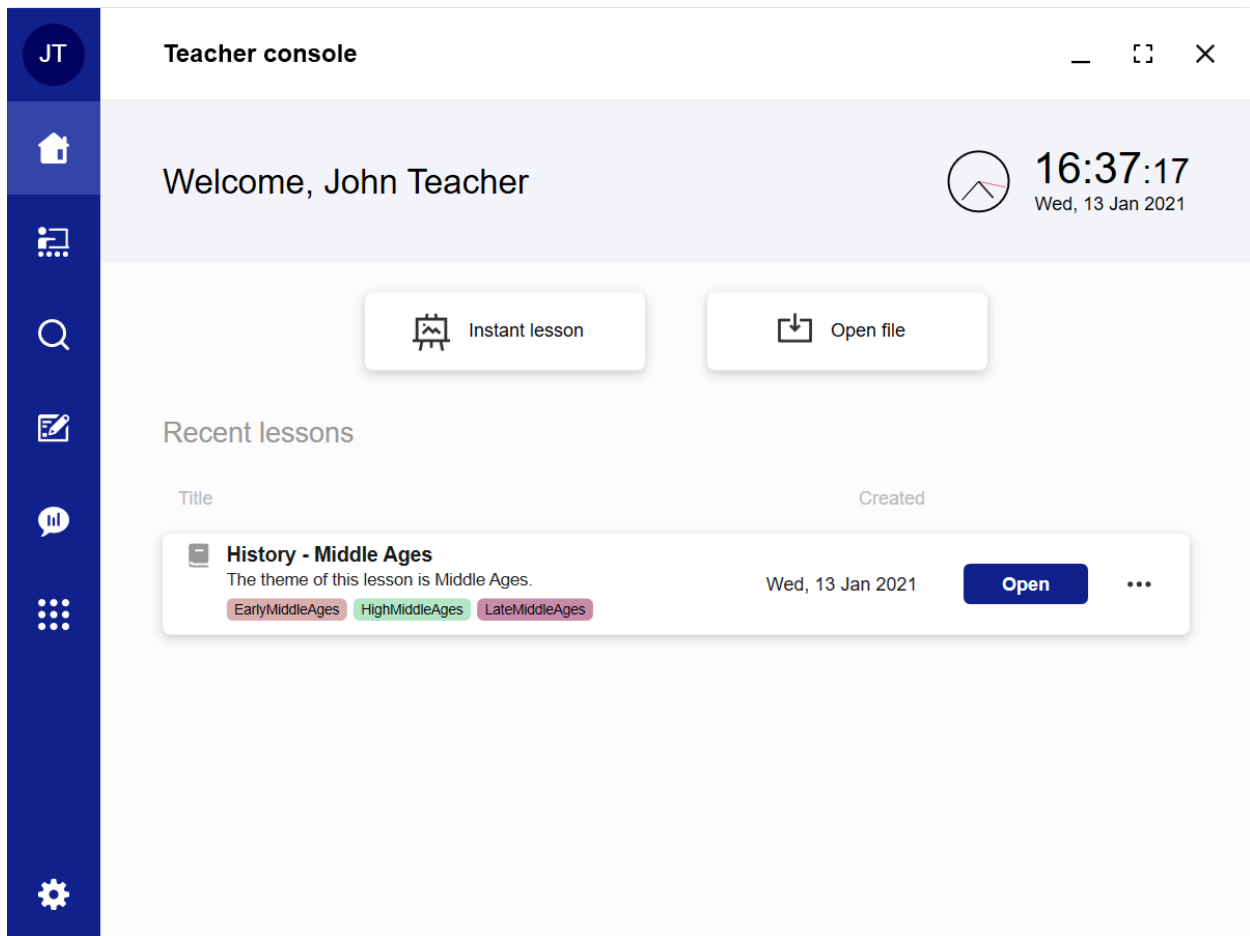 JT
Teacher console
Welcome, John Teacher
16:37:17
Wed, 13 Jan 2021
Instant lesson
Open file
Recent lessons
Title Created
History - Middle Ages
The theme of this lesson is Middle Ages.
EarlyMiddleAges HighMiddleAges LateMiddleAges
Wed, 13 Jan 2021
Open